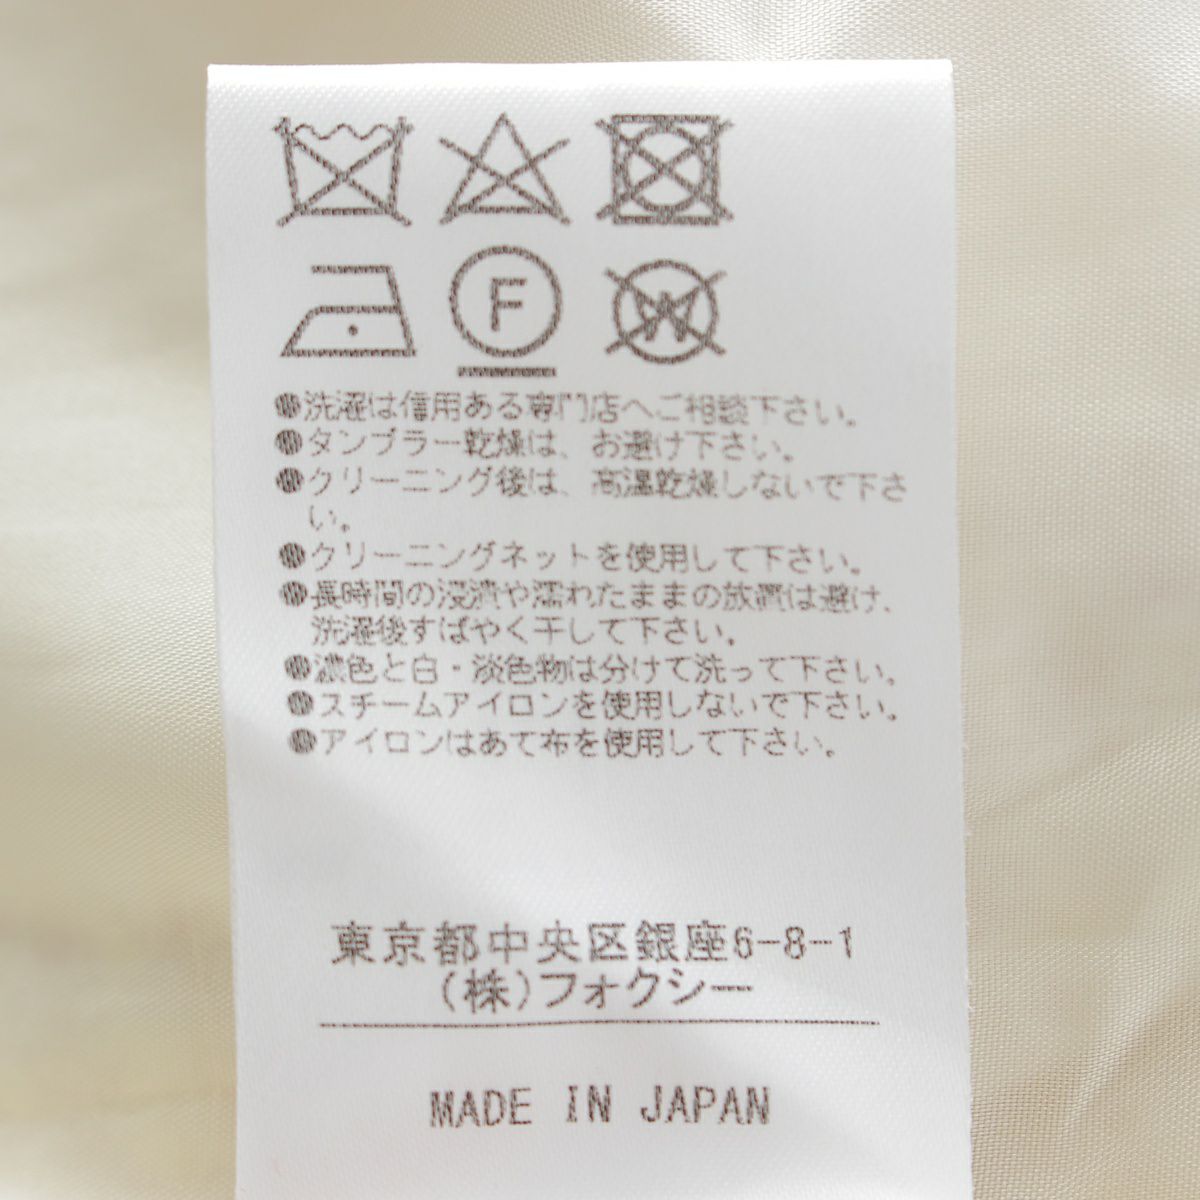 F
W
●洗濯は信用ある専門店へご相談下さい。
●タンブラー乾燥は、お避け下さい。
●クリーニング後は、高温乾燥しないで下さ
い。
●クリーニングネットを使用して下さい。
●長時間の浸漬や濡れたままの放置は避け、
洗濯後すばやく干して下さい。
●濃色と白・淡色物は分けて洗って下さい。
●スチームアイロンを使用しないで下さい。
●アイロンはあて布を使用して下さい。
東京都中央区銀座6-8-1
(株)フォクシー
MADE IN JAPAN